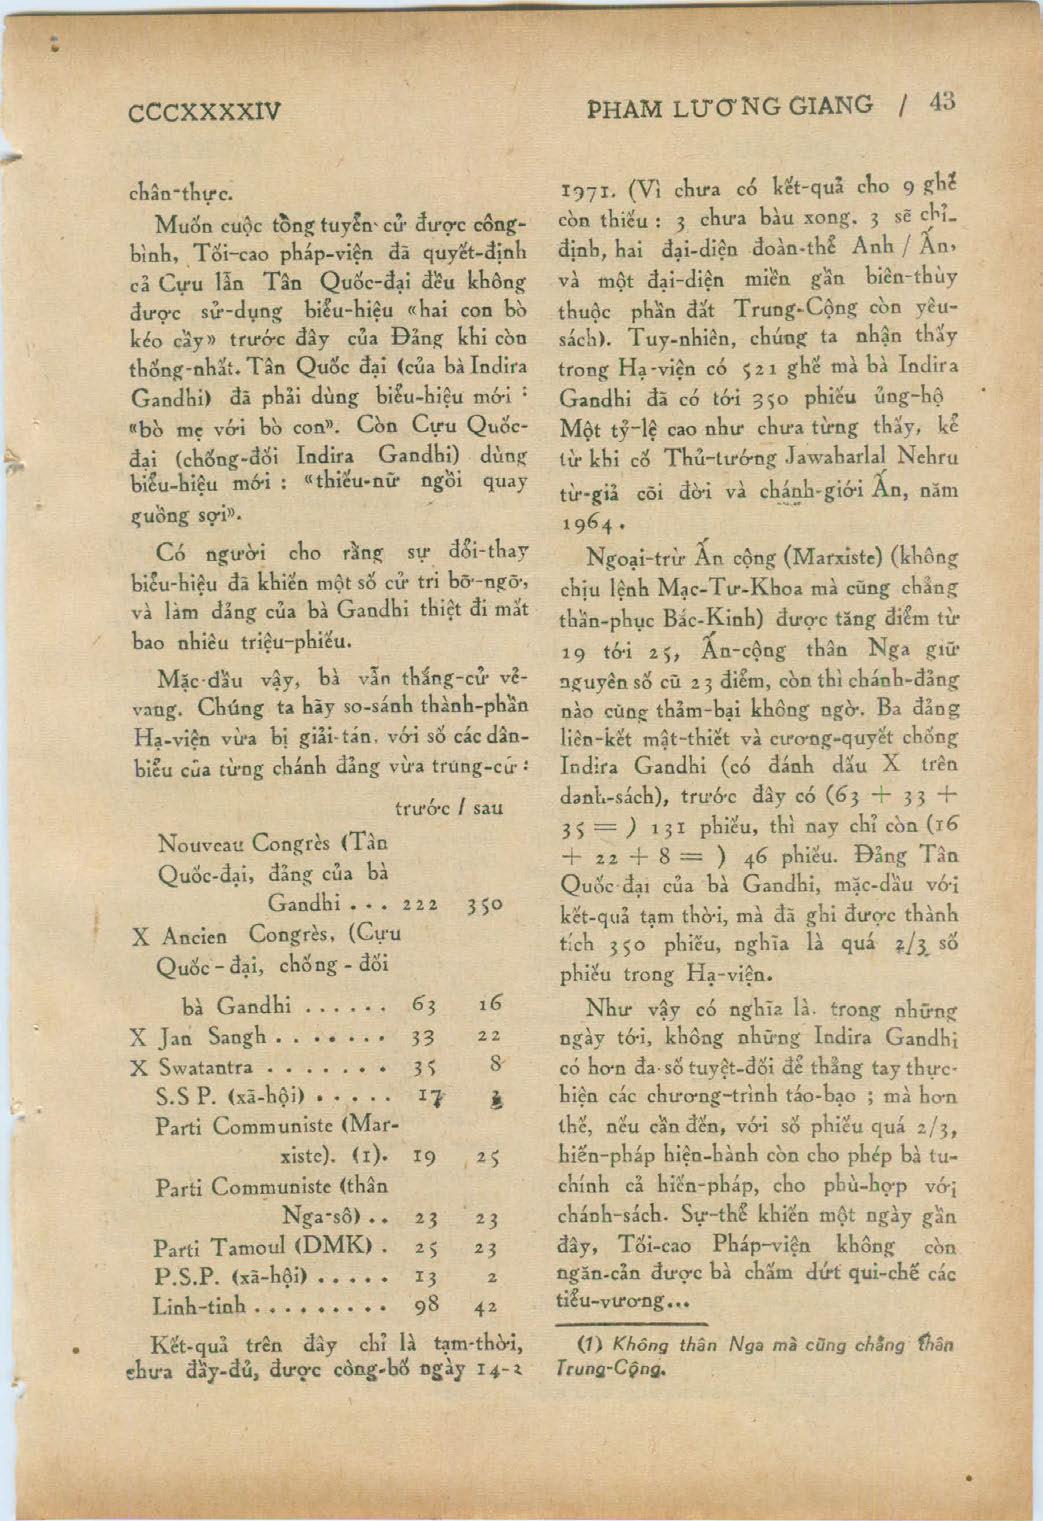 CCCXXXXIV
PHẠM LƯƠNG GIANG / 43
chân-thực.
Muốn cuộc tồng tuyển-cử được công-
bình, Tối-cao pháp-viện đã quyết-định
cả Cựu lẫn Tân Quốc-đại đều không
được sử-dụng biểu-hiệu «hai con bò
kéo cầy» trước đây của Đảng khi còn
thống-nhất. Tân Quốc đại (của bà Indira
Gandhi) đã phải dùng biểu-hiệu mới :
«bò mẹ với bò con». Còn Cựu Quốc-
đại (chống-đối Indira Gandhi) dùng
biểu-hiệu mới : «thiếu-nữ ngồi quay
guồng sợi».
Có người cho rằng sự đổi-thay
biểu-hiệu đã khiến một số cử tri bỡ-ngỡ,
và làm đảng của bà Gandhi thiệt đi mất
bao nhiêu triệu-phiếu.
Mặc-dầu vậy, bà vẫn thắng-cử vẻ-
vang. Chúng ta hãy so-sánh thành-phần
Hạ-viện vừa bị giải-tán, với số các dân-
biểu của từng chánh đảng vừa trúng-cử :
trước / sau
Nouveau Congrès (Tân
Quốc-đại, đảng của bà
Gandhi . . . 222 350
X Ancien Congrès, (Cựu
Quốc - đại, chống - đối
bà Gandhi . . . . . . 63 16
X Jan Sangh . . . . . . . 33 22
X Swatantra . . . . . . . 35 8
S.S P. (xã-hội) . . . . . 17 3
Parti Communiste (Mar-
xiste). (1). 19 25
Parti Communiste (thân
Nga-sô) . . 23 23
Parti Tamoul (DMK) . 25 23
P.S.P. (xã-hội) . . . . . 13 2
Linh-tinh . . . . . . . . . 98 42
Kết-quả trên đây chỉ là tạm-thời,
chưa đầy-đủ, được công-bố ngày 14-2
1971. (Vì chưa có kết-quả cho 9 ghế
còn thiếu : 3 chưa bàu xong. 3 sẽ chỉ-
định, hai đại-diện đoàn-thể Anh / Ấn,
và một đại-diện miền gần biên-thùy
thuộc phần đất Trung-Cộng còn yêu-
sách). Tuy-nhiên, chúng ta nhận thấy
trong Hạ-viện có 521 ghế mà bà Indira
Gandhi đã có tới 350 phiếu ủng-hộ
Một tỷ-lệ cao như chưa từng thấy, kể
từ khi cố Thủ-tướng Jawaharlal Nehru
từ-giả cõi đời và chánh-giới Ấn, năm
1964.
Ngoại-trừ Ấn cộng (Marxiste) (không
chịu lệnh Mạc-Tư-Khoa mà cũng chẳng
thần-phục Bắc-Kinh) được tăng điểm từ
19 tới 25, Ấn-cộng thân Nga giữ
nguyên số cũ 23 điểm, còn thì chánh-đảng
nào cũng thảm-bại không ngờ. Ba đảng
liên-kết mật-thiết và cương-quyết chống
Indira Gandhi (có đánh dấu X trên
danh-sách), trước đây có (63 + 33 +
35 = ) 131 phiếu, thì nay chỉ còn (16
+ 22 + 8 = ) 46 phiếu. Đảng Tân
Quốc đại của bà Gandhi, mặc-dầu với
kết-quả tạm thời, mà đã ghi được thành
tích 350 phiếu, nghĩa là quá 2/3 số
phiếu trong Hạ-viện.
Như vậy có nghĩa là. trong những
ngày tới, không những Indira Gandhi
có hơn đa-số tuyệt-đối để thẳng tay thực-
hiện các chương-trình táo-bạo ; mà hơn
thế, nếu cần đến, với số phiếu quá 2/3,
hiến-pháp hiện-hành còn cho phép bà tu-
chính cả hiến-pháp, cho phù-hợp với
chánh-sách. Sự-thể khiến một ngày gần
đây, Tối-cao Pháp-viện không còn
ngăn-cản được bà chấm dứt qui-chế các
tiểu-vương...
(1) Không thân Nga mà cũng chẳng thân
Trung-Cộng.